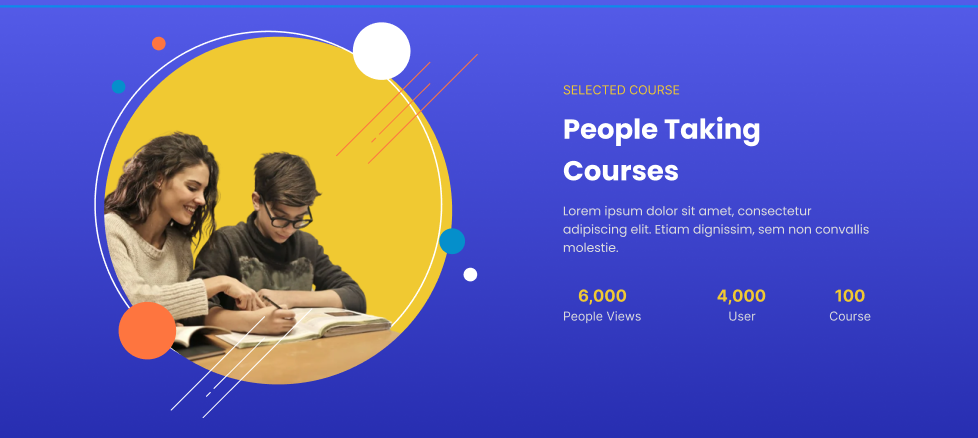 SELECTED COURSE
People Taking
Courses
Lorem ipsum dolor sit amet, consectetur
adipiscing elit. Etiam dignissim, sem non convallis
molestie.
6,000 4,000 100
People Views User Course